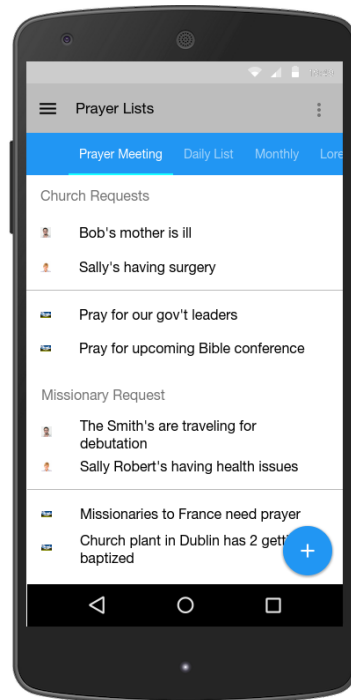 Prayer Lists
Prayer Meeting Daily List Monthly Lore
Church Requests
Bob's mother is ill
Sally's having surgery
Pray for our gov't leaders
Pray for upcoming Bible conference
Missionary Request
The Smith's are traveling for
debutation
Sally Robert's having health issues
Missionaries to France need prayer
Church plant in Dublin has 2 getti
baptized
+